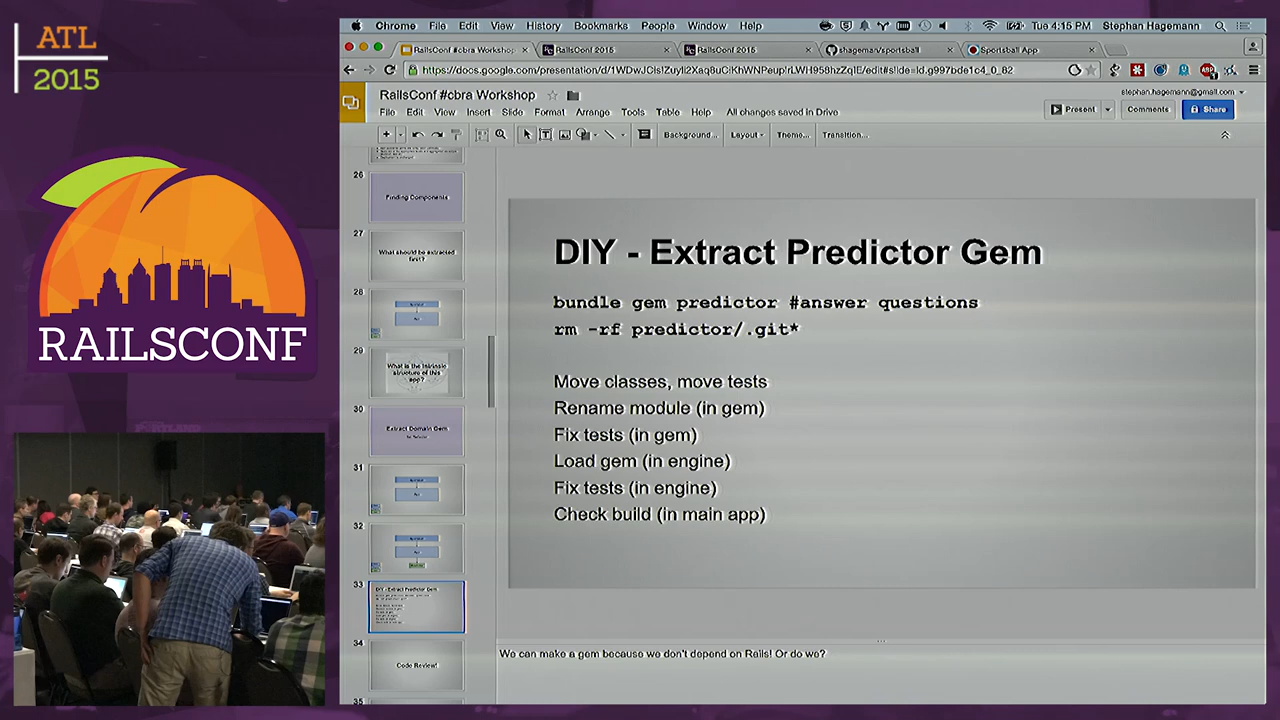 ATL
2015
RAILSCONF
Chrome File Edit View History Bookmarks People Window Help
Tue 4:15 PM Stephan Hagemann
RailsConf #cbra Worksho
RailsConf 2015
RailsConf 2015
shageman/sportsball
Sportsball App
stephan.hagemann@gmail.com
RailsConf #cbra Workshop
File Edit View Insert Slide Format Arrange Tools Table Help All changes saved in Drive
Present Comments Share
Background... Layout Theme... Transition...
26
Finding Components
27
What should be extracted
first?
28
29
What is the intrinsic
structure of this
app?
30
Extract Domain Gem
31
32
33
DIY - Extract Predictor Gem
34
Code Review!
35
DIY - Extract Predictor Gem
bundle gem predictor #answer questions
rm -rf predictor/.git*
Move classes, move tests
Rename module (in gem)
Fix tests (in gem)
Load gem (in engine)
Fix tests (in engine)
Check build (in main app)
We can make a gem because we don't depend on Rails! Or do we?